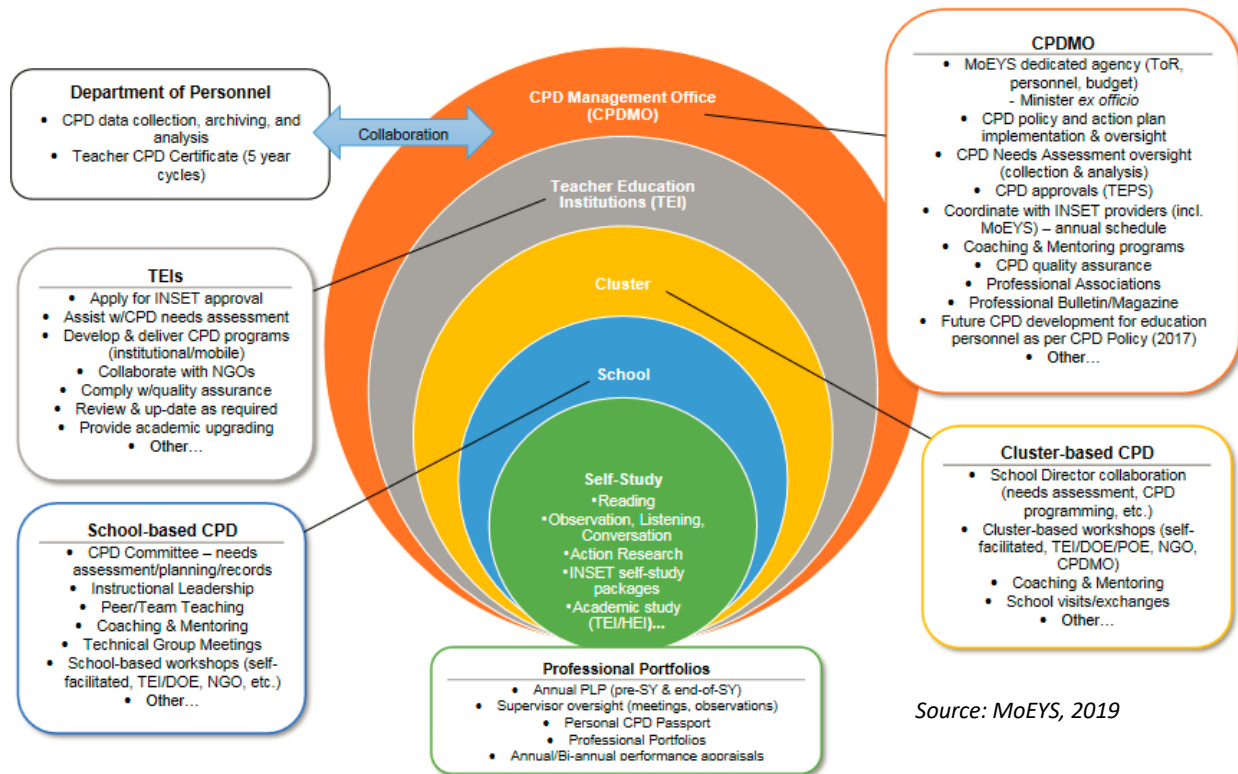 CPDMO
• MoEYS dedicated agency (ToR,
personnel, budget)
- Minister ex officio
• CPD policy and action plan
implementation & oversight
• CPD Needs Assessment oversight
(collection & analysis)
• CPD approvals (TEPS)
• Coordinate with INSET providers (incl.
MoEYS) – annual schedule
• Coaching & Mentoring programs
• CPD quality assurance
• Professional Associations
• Professional Bulletin/Magazine
• Future CPD development for education
personnel as per CPD Policy (2017)
• Other…
Department of Personnel
• CPD data collection, archiving, and
analysis
• Teacher CPD Certificate (5 year
cycles)
Collaboration
CPD Management Office
(CPDMO)
Teacher Education
Institutions (TEI)
Cluster
School
Self-Study
• Reading
• Observation, Listening,
Conversation
• Action Research
• INSET self-study
packages
• Academic study
(TEI/HEI)...
TEIs
• Apply for INSET approval
• Assist w/CPD needs assessment
• Develop & deliver CPD programs
(institutional/mobile)
• Collaborate with NGOs
• Comply w/quality assurance
• Review & up-date as required
• Provide academic upgrading
• Other…
School-based CPD
• CPD Committee – needs
assessment/planning/records
• Instructional Leadership
• Peer/Team Teaching
• Coaching & Mentoring
• Technical Group Meetings
• School-based workshops (self-
facilitated, TEI/DOE, NGO, etc.)
• Other…
Cluster-based CPD
• School Director collaboration
(needs assessment, CPD
programming, etc.)
• Cluster-based workshops (self-
facilitated, TEI/DOE/POE, NGO,
CPDMO)
• Coaching & Mentoring
• School visits/exchanges
• Other…
Professional Portfolios
• Annual PLP (pre-SY & end-of-SY)
• Supervisor oversight (meetings, observations)
• Personal CPD Passport
• Professional Portfolios
• Annual/Bi-annual performance appraisals
Source: MoEYS, 2019